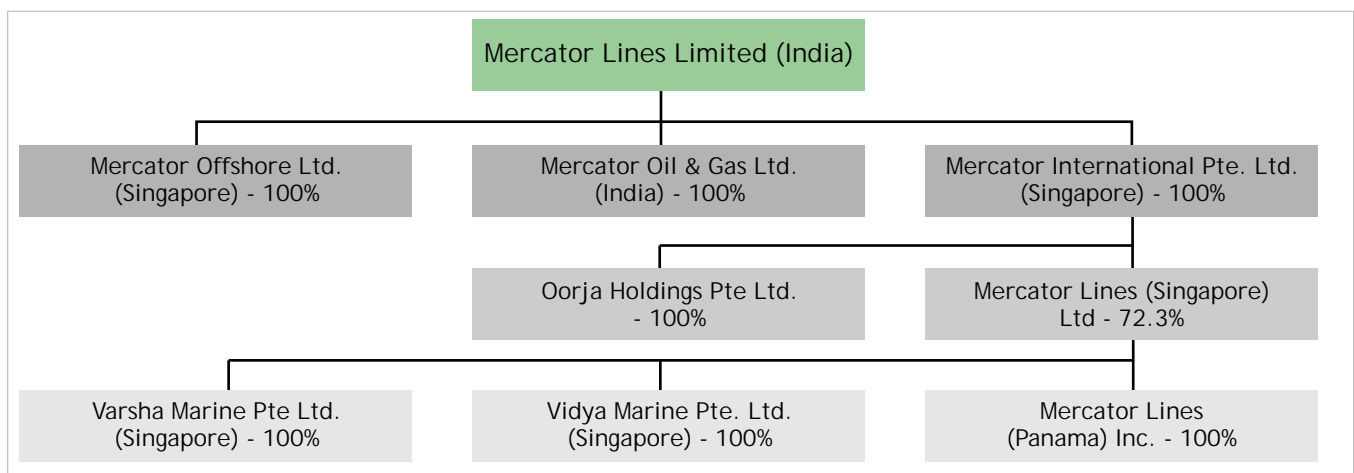 Mercator Lines Limited (India)
Mercator Offshore Ltd.
(Singapore) - 100%
Mercator Oil & Gas Ltd.
(India) - 100%
Mercator International Pte. Ltd.
(Singapore) - 100%
Oorja Holdings Pte Ltd.
- 100%
Mercator Lines (Singapore)
Ltd - 72.3%
Varsha Marine Pte Ltd.
(Singapore) - 100%
Vidya Marine Pte. Ltd.
(Singapore) - 100%
Mercator Lines
(Panama) Inc. - 100%